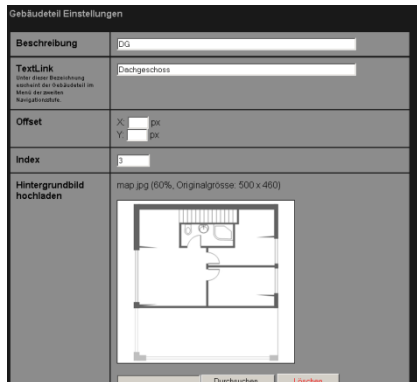 Gebäudeteil Einstellungen
Beschreibung
DG
TextLink
Dachgeschoss
Unter dieser Bezeichnung
erscheint der Gebäudeteil im
Menü der zweiten
Navigationsstufe.
Offset
X: px
Y: px
Index
3
Hintergrundbild
hochladen
map.jpg (60%, Originalgrösse: 500 x 460)
Durchsuchen
Löschen